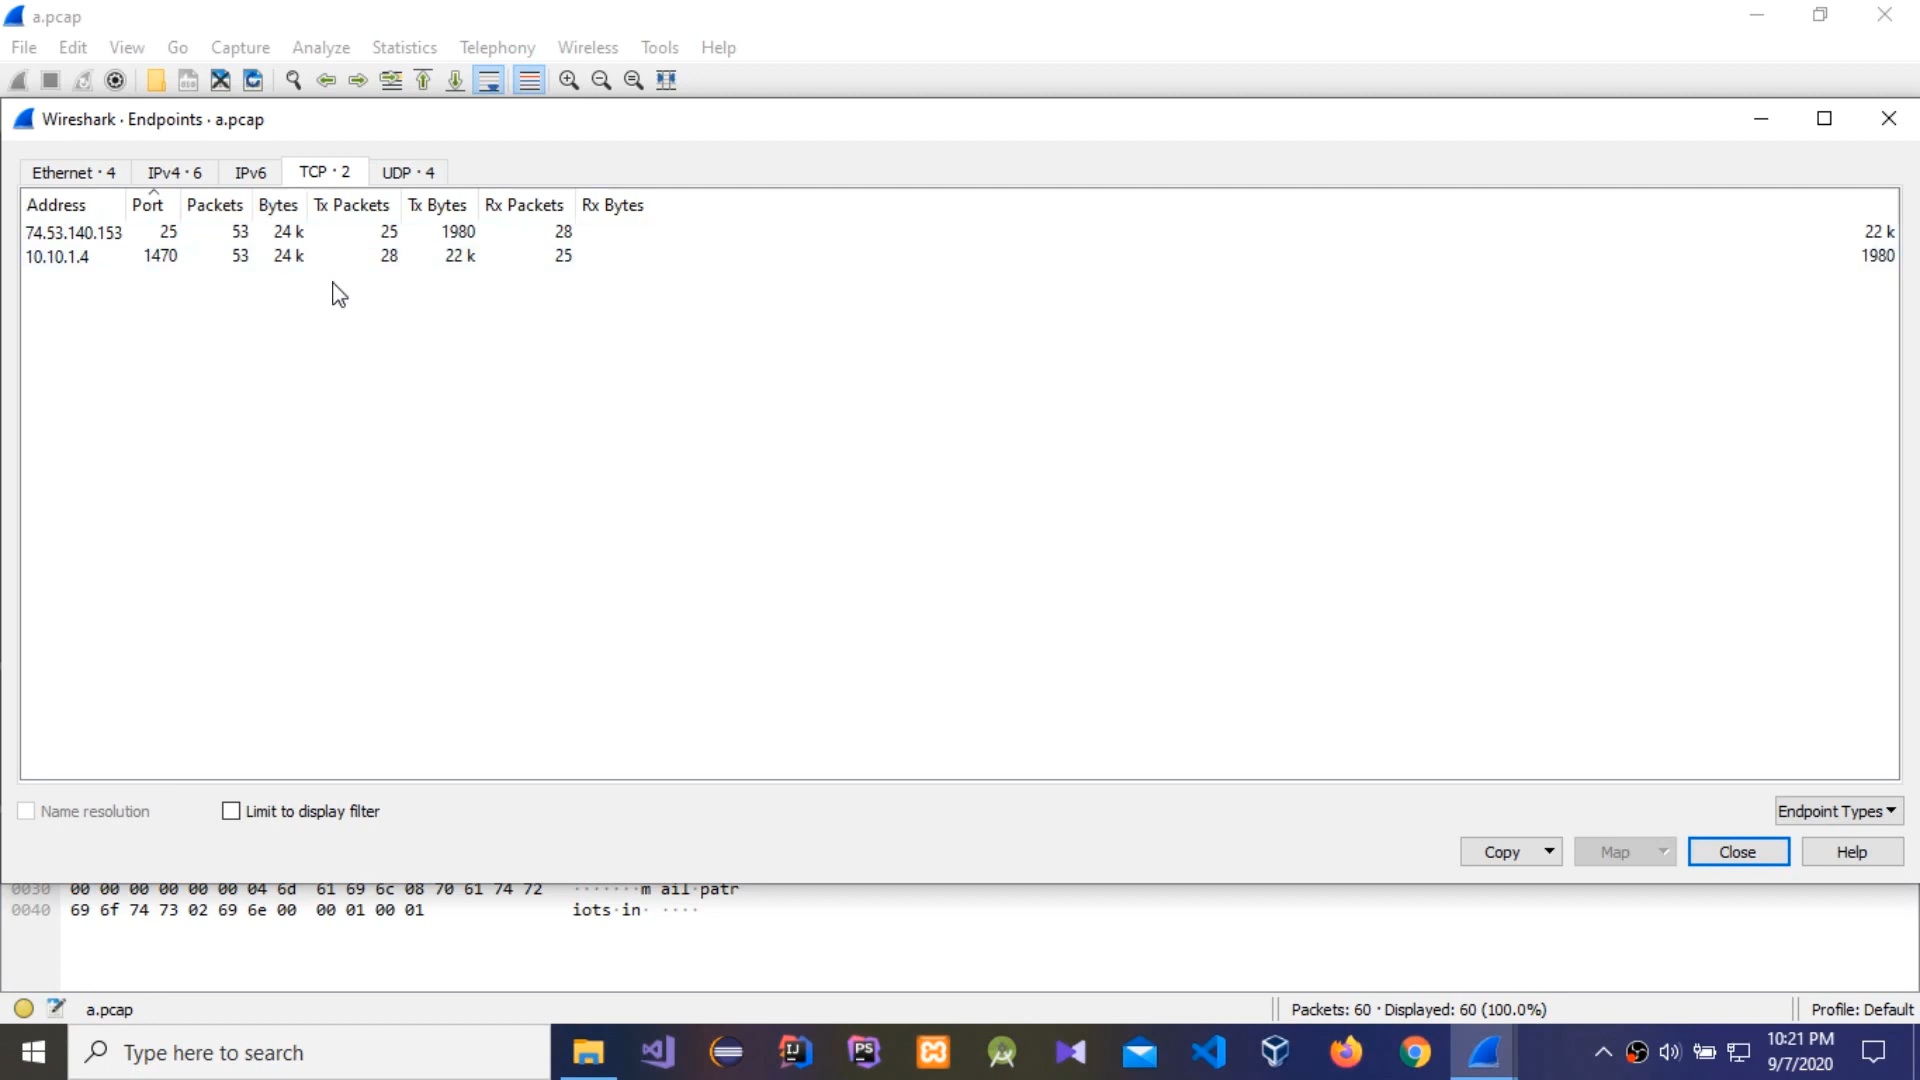 a.pcap
File Edit View Go Capture Analyze Statistics Telephony Wireless Tools Help
Wireshark · Endpoints · a.pcap
Ethernet · 4 IPv4 · 6 IPv6 TCP · 2 UDP · 4
Address Port Packets Bytes Tx Packets Tx Bytes Rx Packets Rx Bytes
74.53.140.153 25 53 24 k 25 1980 28 22 k
10.10.1.4 1470 53 24 k 28 22 k 25 1980
Name resolution Limit to display filter Endpoint Types
Copy Map Close Help
0030 00 00 00 00 00 00 04 6d 61 69 6c 08 70 61 74 72 ·······m ail·patr
0040 69 6f 74 73 02 69 6e 00 00 01 00 01 iots·in· ····
a.pcap Packets: 60 · Displayed: 60 (100.0%) Profile: Default
Type here to search
10:21 PM
9/7/2020